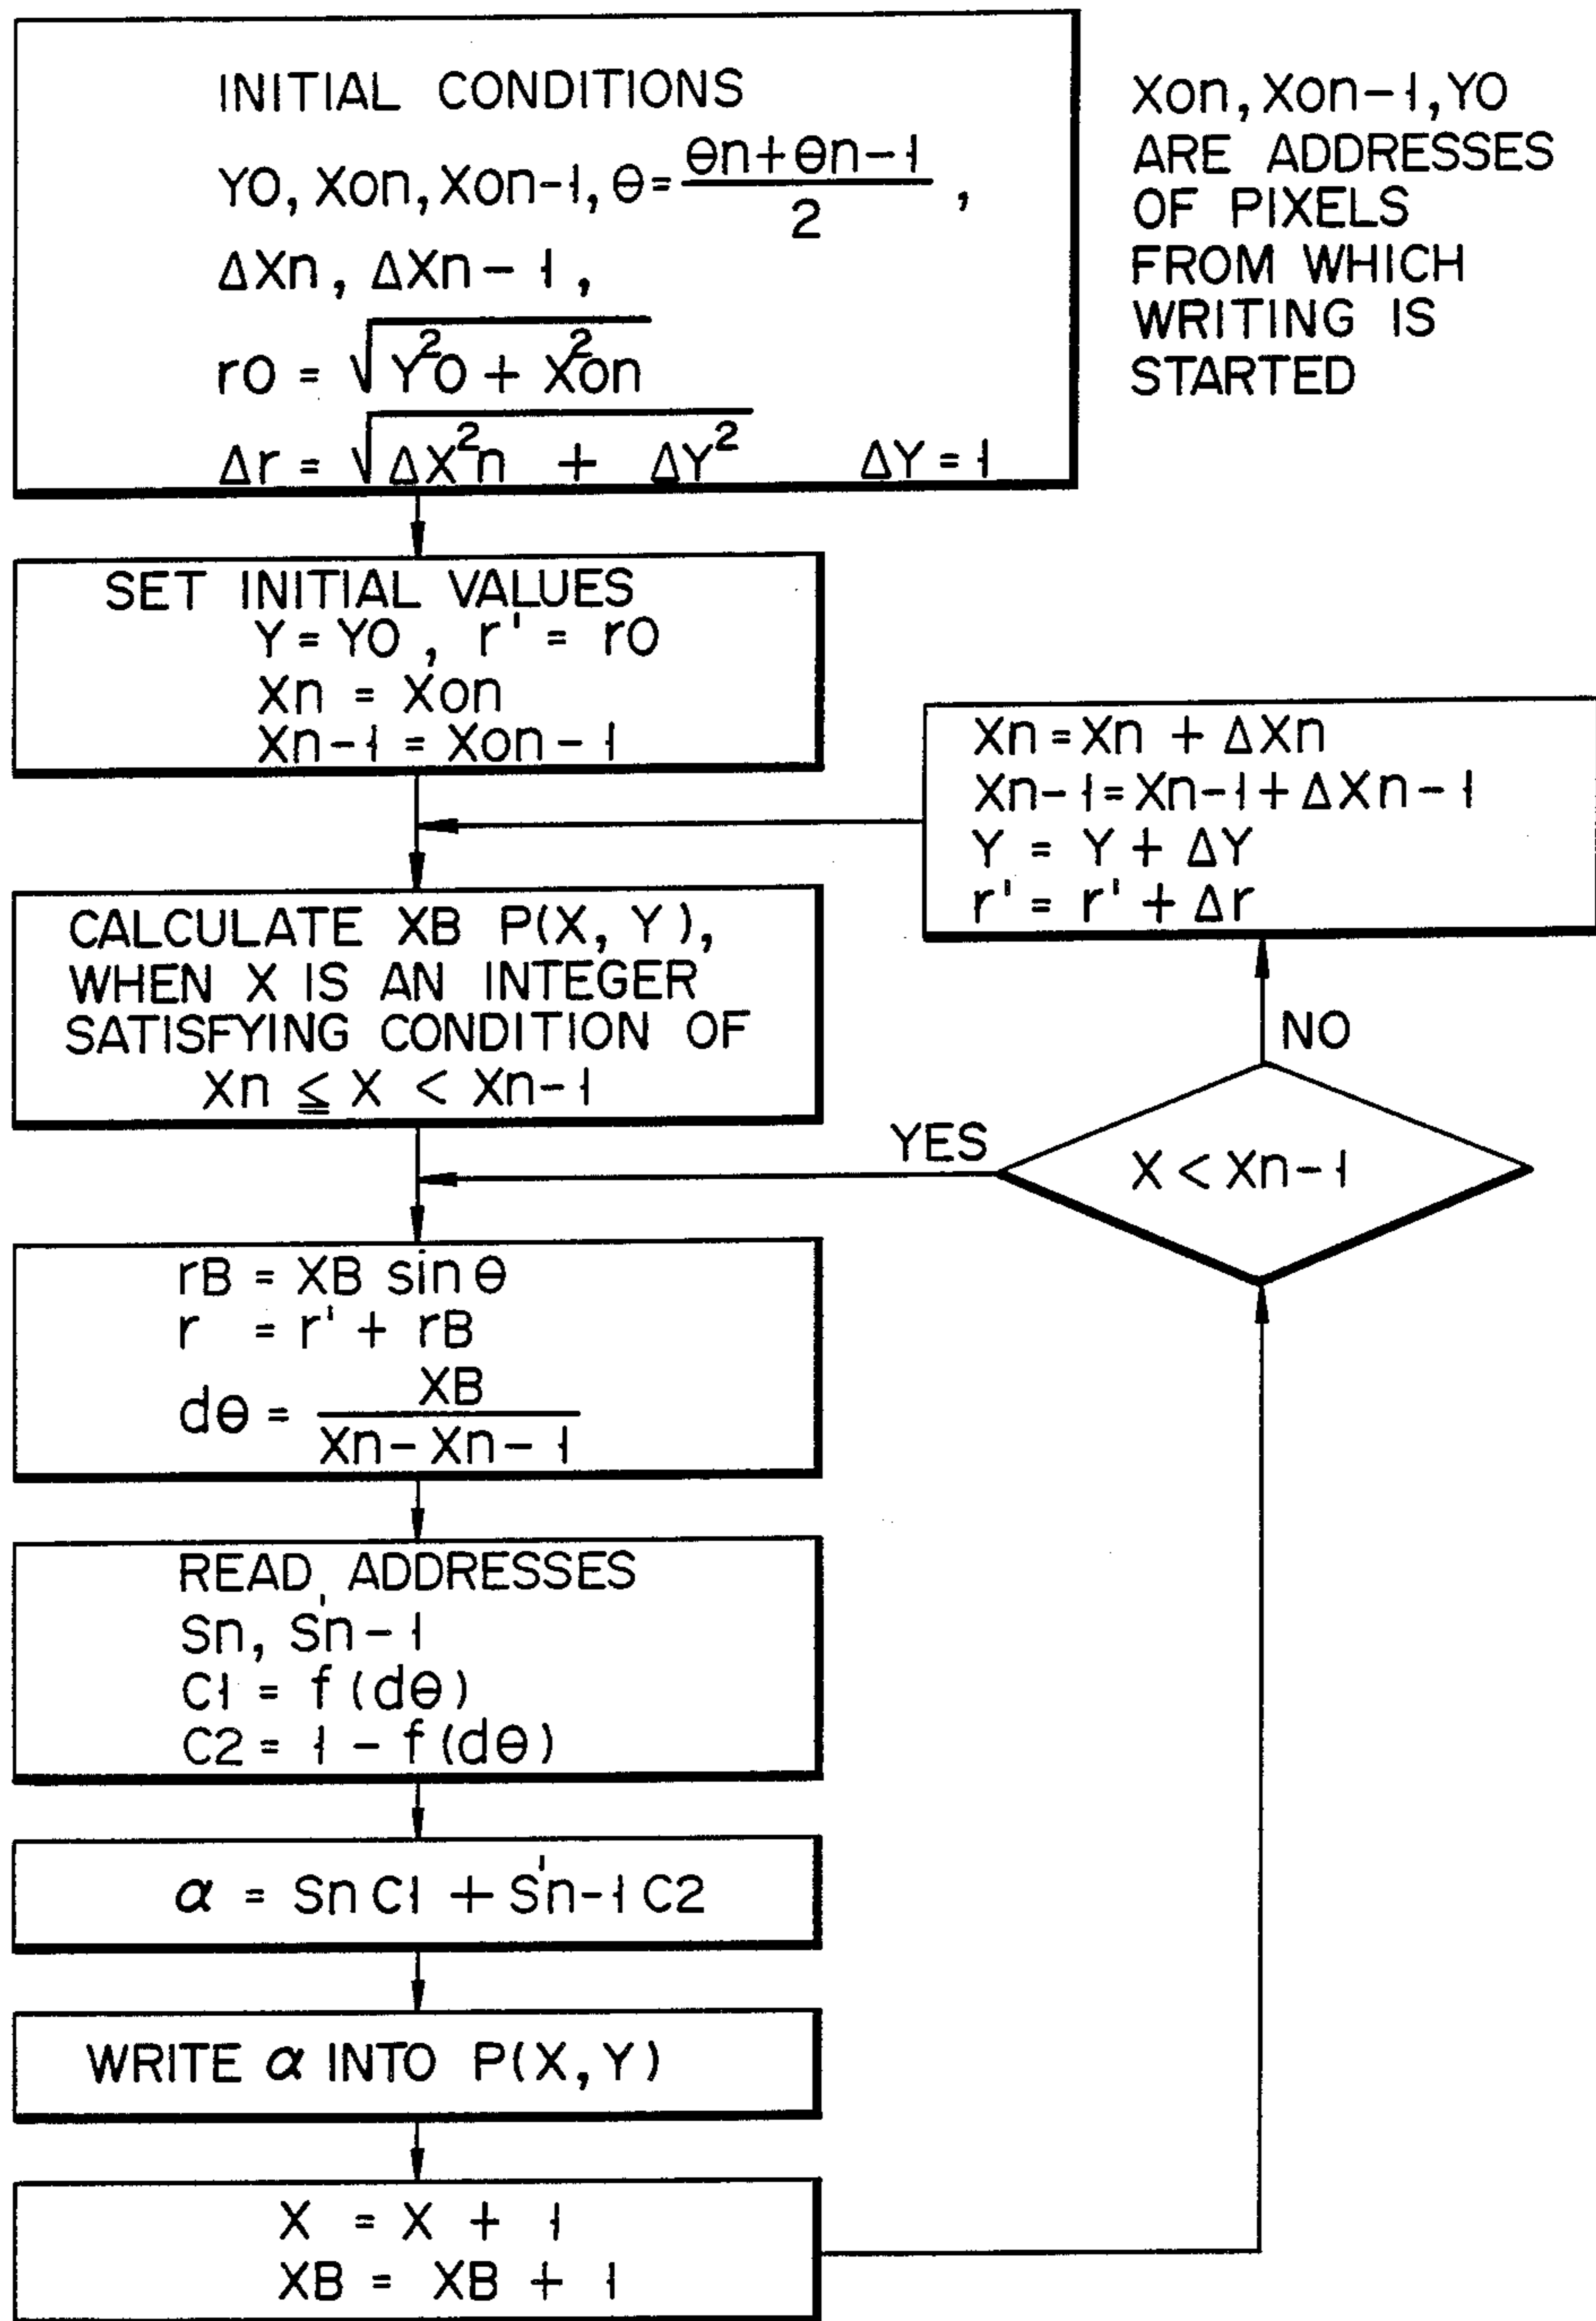 INITIAL CONDITIONS
YO, Xon, Xon-1, θ = θn+θn-1 / 2 ,
ΔXn, ΔXn-1,
rO = √Y²O + X²on
Δr = √ΔX²n + ΔY² ΔY = 1
Xon, Xon-1, YO
ARE ADDRESSES
OF PIXELS
FROM WHICH
WRITING IS
STARTED
SET INITIAL VALUES
Y = YO , r' = rO
Xn = Xon
Xn-1 = Xon-1
Xn = Xn + ΔXn
Xn-1 = Xn-1 + ΔXn-1
Y = Y + ΔY
r' = r' + Δr
CALCULATE XB P(X, Y),
WHEN X IS AN INTEGER
SATISFYING CONDITION OF
Xn ≦ X < Xn-1
NO
YES
X < Xn-1
rB = XB sin θ
r = r' + rB
dθ = XB / Xn - Xn-1
READ ADDRESSES
Sn, S'n-1
C1 = f (dθ)
C2 = 1 - f (dθ)
α = Sn C1 + S'n-1 C2
WRITE α INTO P(X, Y)
X = X + 1
XB = XB + 1